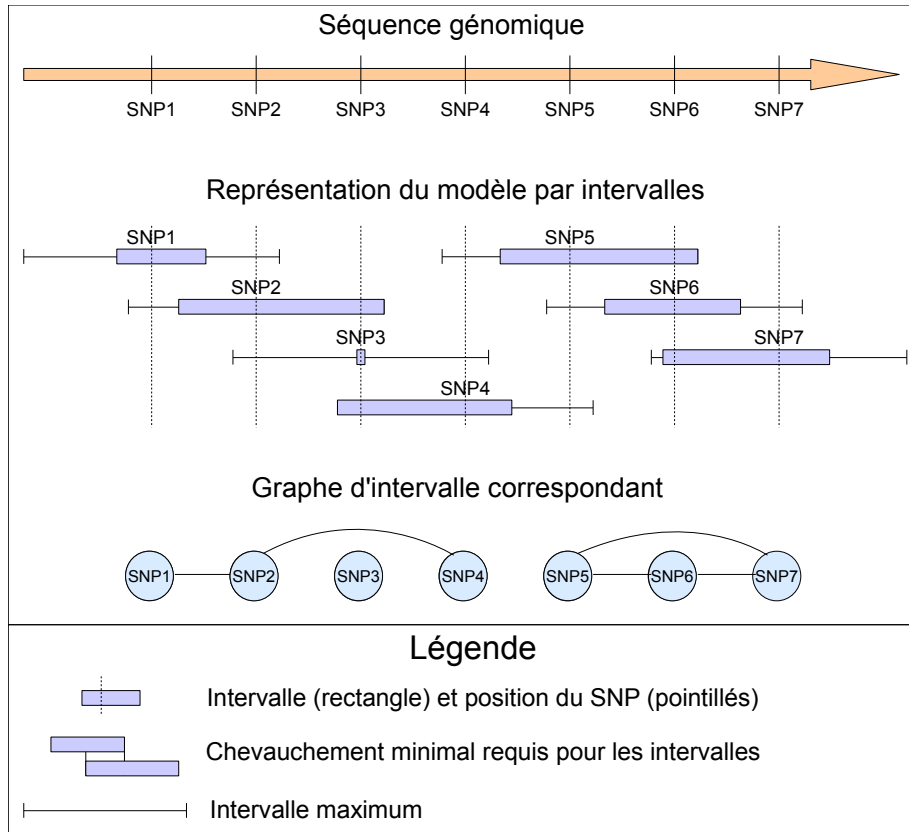 Séquence génomique
SNP1 SNP2 SNP3 SNP4 SNP5 SNP6 SNP7
Représentation du modèle par intervalles
SNP1 SNP5
SNP2 SNP6
SNP3 SNP7
SNP4
Graphe d'intervalle correspondant
SNP1 SNP2 SNP3 SNP4 SNP5 SNP6 SNP7
Légende
Intervalle (rectangle) et position du SNP (pointillés)
Chevauchement minimal requis pour les intervalles
Intervalle maximum